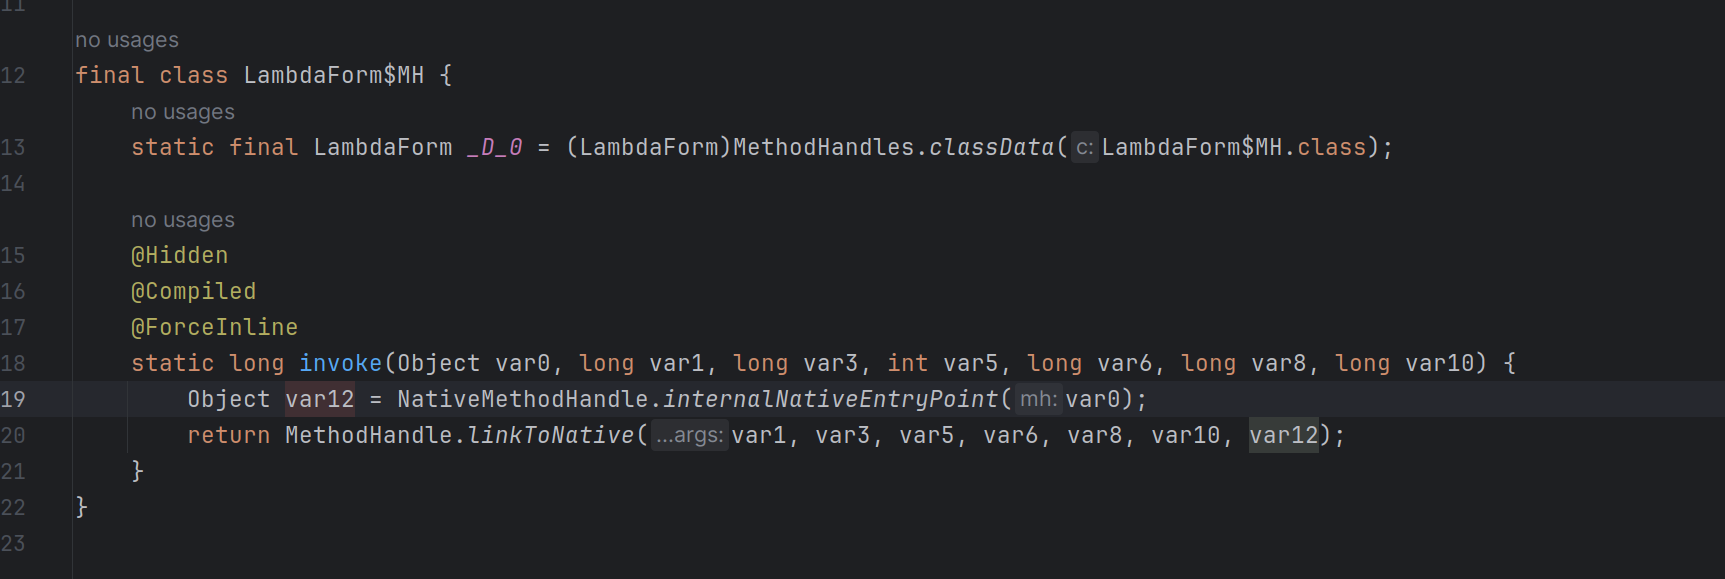 11
no usages
12 final class LambdaForm$MH {
no usages
13 static final LambdaForm _D_0 = (LambdaForm)MethodHandles.classData( c: LambdaForm$MH.class);
14
no usages
15 @Hidden
16 @Compiled
17 @ForceInline
18 static long invoke(Object var0, long var1, long var3, int var5, long var6, long var8, long var10) {
19 Object var12 = NativeMethodHandle.internalNativeEntryPoint( mh: var0);
20 return MethodHandle.linkToNative( ...args: var1, var3, var5, var6, var8, var10, var12);
21 }
22 }
23